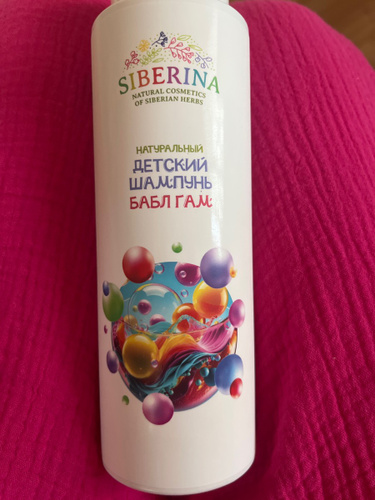 SIBERINA
NATURAL COSMETICS
OF SIBERIAN HERBS
НАТУРАЛЬНЫЙ
ДЕТСКИЙ
ШАМПУНЬ
БАБЛ ГАМ